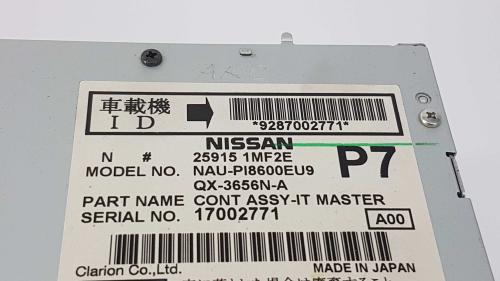 車載機
ID
*9287002771*
NISSAN
N # 25915 1MF2E
MODEL NO. NAU-PI8600EU9
QX-3656N-A
P7
PART NAME CONT ASSY-IT MASTER
SERIAL NO. 17002771
A00
Clarion Co.,Ltd. MADE IN JAPAN